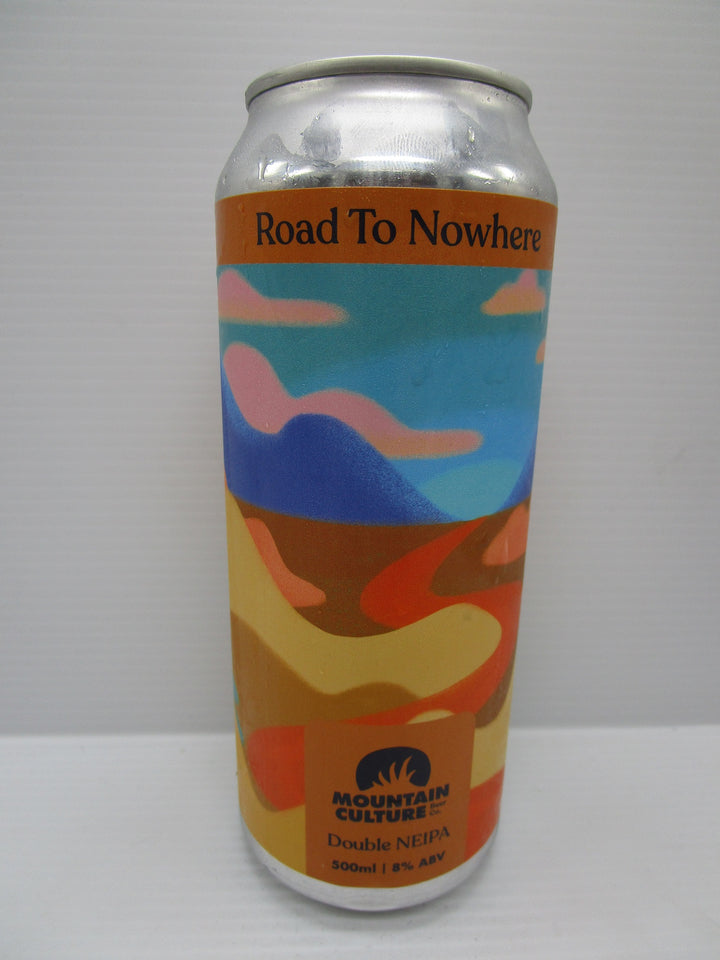 Road To Nowhere
MOUNTAIN
CULTURE Beer Co.
Double NEIPA
500ml | 8% ABV